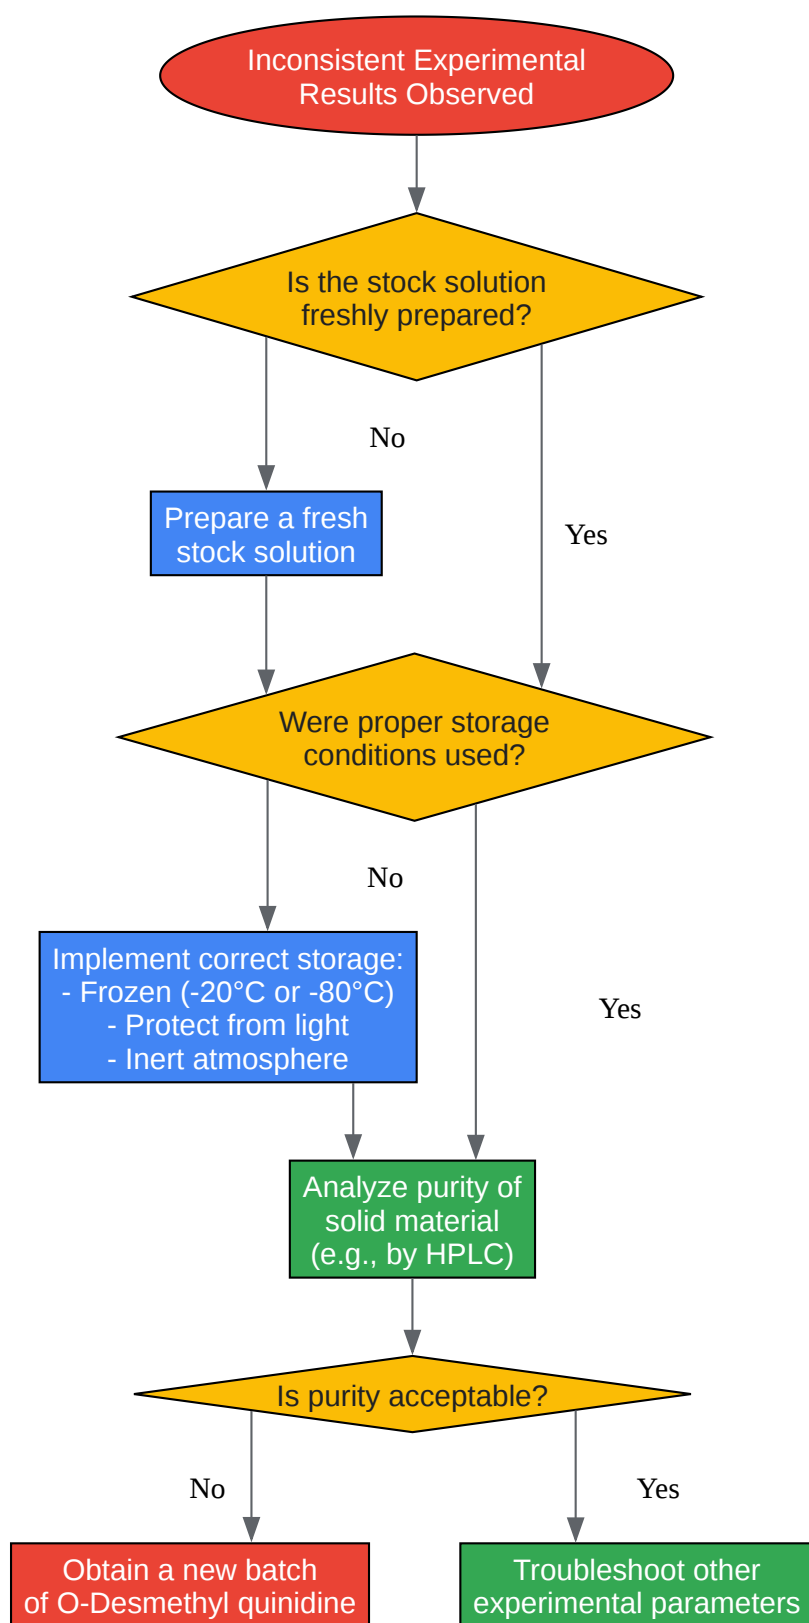 Inconsistent Experimental
Results Observed
Is the stock solution
freshly prepared?
No
Prepare a fresh
stock solution
Yes
Were proper storage
conditions used?
No
Implement correct storage:
- Frozen (-20°C or -80°C)
- Protect from light
- Inert atmosphere
Yes
Analyze purity of
solid material
(e.g., by HPLC)
Is purity acceptable?
No
Yes
Obtain a new batch
of O-Desmethyl quinidine
Troubleshoot other
experimental parameters